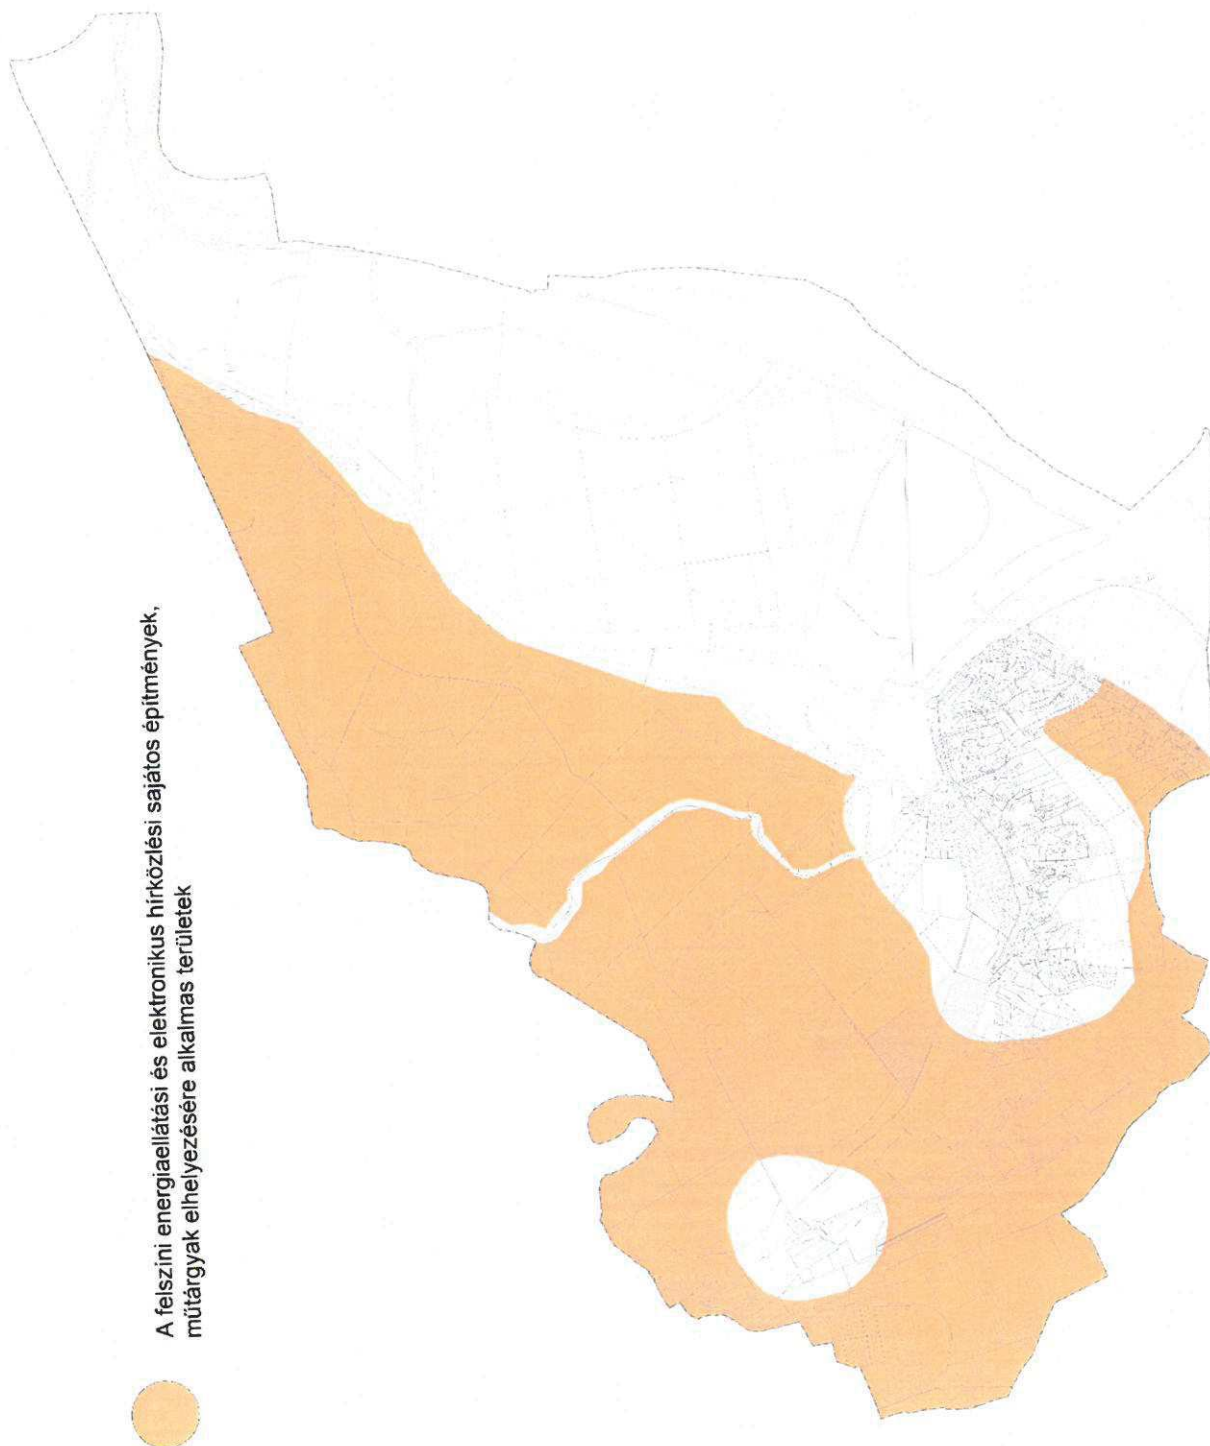 A felszíni energiaellátási és elektronikus hírközlési sajátos építmények,
műtárgyak elhelyezésére alkalmas területek